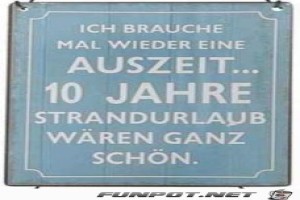 ICH BRAUCHE
MAL WIEDER EINE
AUSZEIT...
10 JAHRE
STRANDURLAUB
WÄREN GANZ
SCHÖN.
FUNPOT.NET